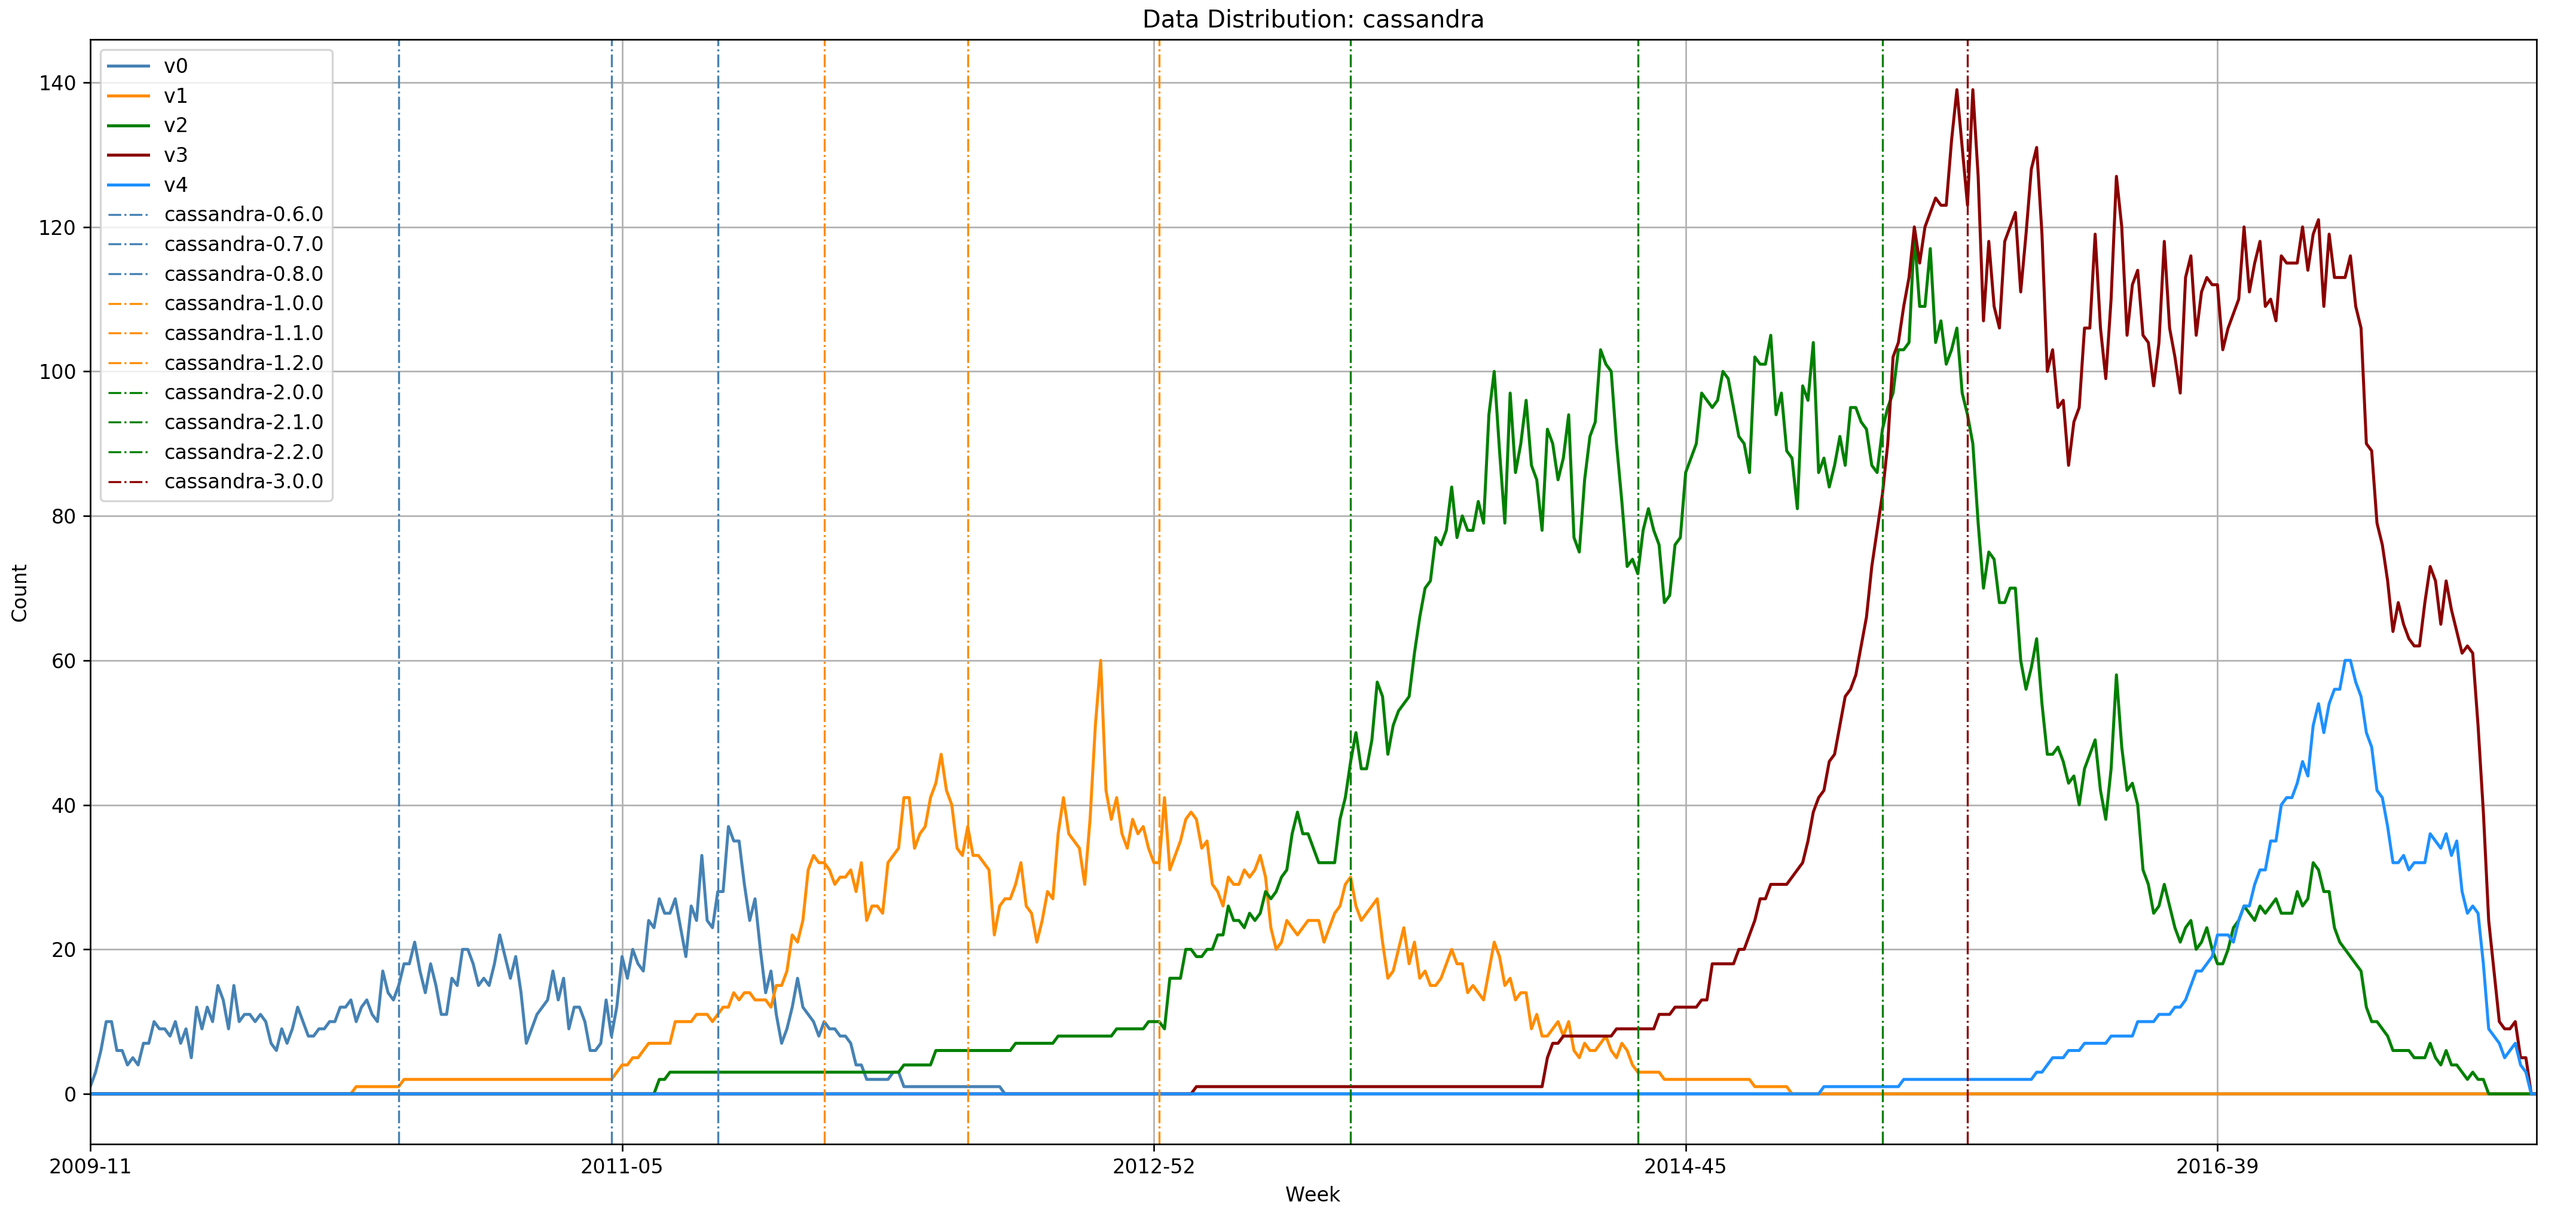 Data Distribution: cassandra
v0
v1
v2
v3
v4
cassandra-0.6.0
cassandra-0.7.0
cassandra-0.8.0
cassandra-1.0.0
cassandra-1.1.0
cassandra-1.2.0
cassandra-2.0.0
cassandra-2.1.0
cassandra-2.2.0
cassandra-3.0.0
140
120
100
80
60
40
20
0
Count
2009-11 2011-05 2012-52 2014-45 2016-39
Week